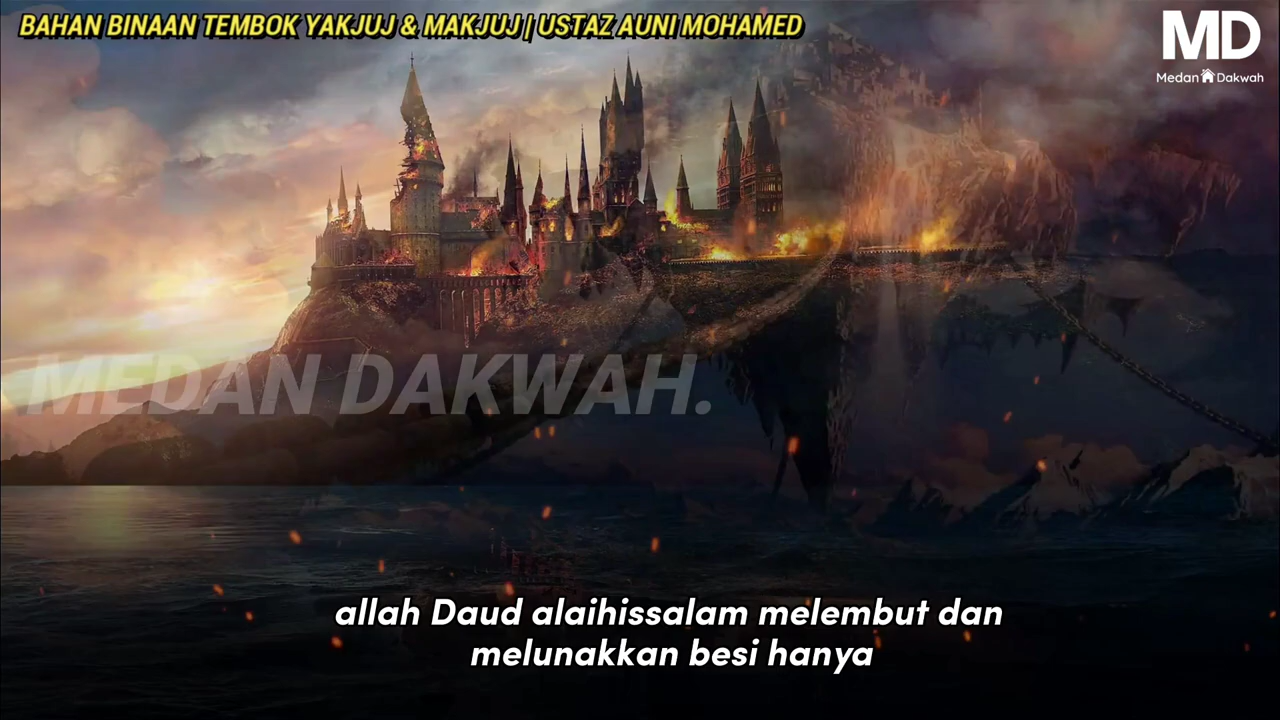 BAHAN BINAAN TEMBOK YAKJUJ & MAKJUJ | USTAZ AUNI MOHAMED
MD
Medan Dakwah
MEDAN DAKWAH.
allah Daud alaihissalam melembut dan
melunakkan besi hanya